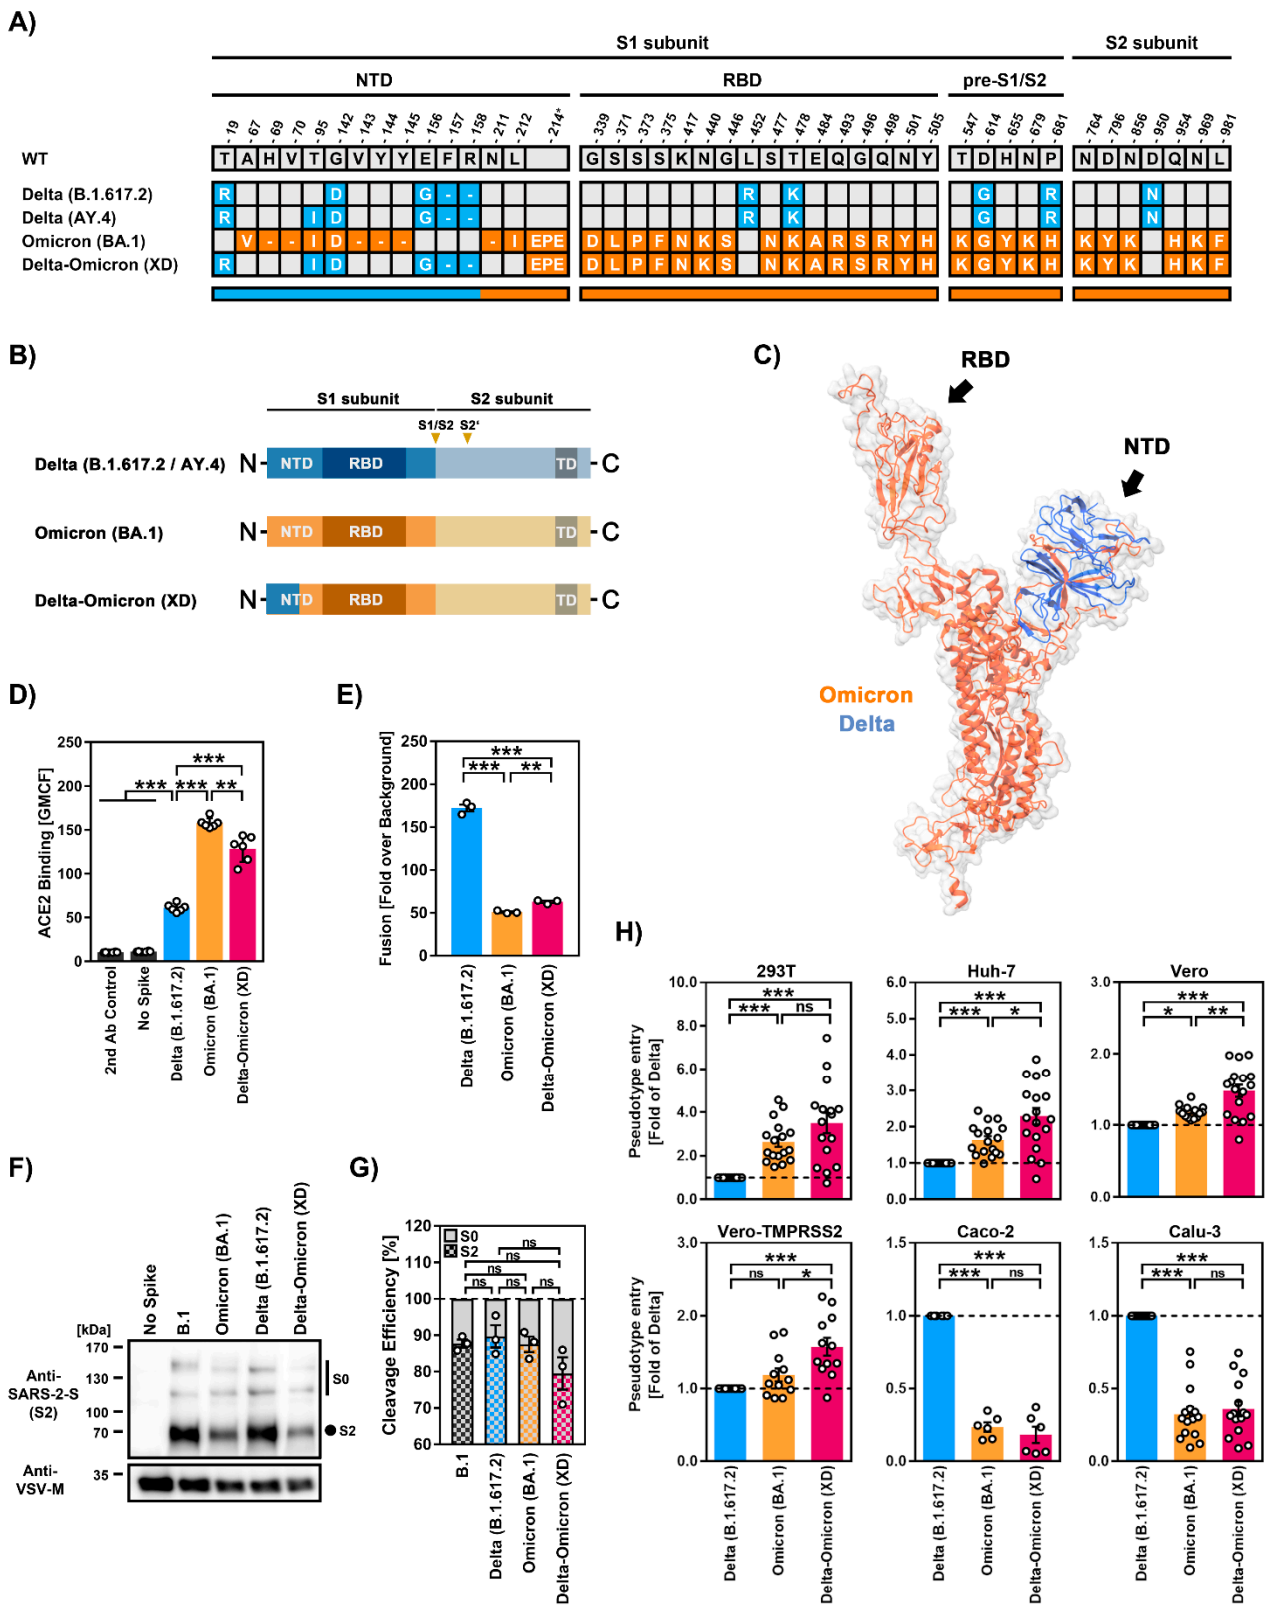 A)
S1 subunit S2 subunit
NTD RBD pre-S1/S2
19 67 69 70 95 142 143 144 145 156 157 158 211 212 214* 339 371 373 375 417 440 446 452 477 478 484 493 496 498 501 505 547 614 655 679 681 764 796 856 950 954 969 981
WT T A H V T G V Y Y E F R N L G S S S K N G L S T E Q G Q N Y T D H N P N D N D Q N L
Delta (B.1.617.2) R D G - - R K G R N
Delta (AY.4) R I D G - - R K G R N
Omicron (BA.1) V - - I D - - - - I EPE D L P F N K S N K A R S R Y H K G Y K H K Y K H K F
Delta-Omicron (XD) R I D G - - EPE D L P F N K S N K A R S R Y H K G Y K H K Y K H K F
B)
S1 subunit S2 subunit
S1/S2 S2‘
Delta (B.1.617.2 / AY.4) N NTD RBD TD C
Omicron (BA.1) N NTD RBD TD C
Delta-Omicron (XD) N NTD RBD TD C
C)
RBD
NTD
Omicron
Delta
D)
ACE2 Binding [GMCF]
250
200
150
100
50
0
***
*** *** **
2nd Ab Control
No Spike
Delta (B.1.617.2)
Omicron (BA.1)
Delta-Omicron (XD)
E)
Fusion [Fold over Background]
250
200
150
100
50
0
***
*** **
Delta (B.1.617.2)
Omicron (BA.1)
Delta-Omicron (XD)
F)
No Spike
B.1
Omicron (BA.1)
Delta (B.1.617.2)
Delta-Omicron (XD)
[kDa]
170
130
100
70
35
Anti-
SARS-2-S
(S2)
S0
S2
Anti-
VSV-M
G)
Cleavage Efficiency [%]
120
110
100
90
80
70
60
S0
S2
ns
ns
ns
ns ns ns
B.1
Delta (B.1.617.2)
Omicron (BA.1)
Delta-Omicron (XD)
H)
Pseudotype entry
[Fold of Delta]
293T
10.0
8.0
6.0
4.0
2.0
0.0
***
*** ns
Huh-7
6.0
5.0
4.0
3.0
2.0
1.0
0.0
***
*** *
Vero
3.0
2.0
1.0
0.0
***
* **
Pseudotype entry
[Fold of Delta]
Vero-TMPRSS2
3.0
2.0
1.0
0.0
***
ns *
Delta (B.1.617.2)
Omicron (BA.1)
Delta-Omicron (XD)
Caco-2
1.5
1.0
0.5
0.0
***
*** ns
Delta (B.1.617.2)
Omicron (BA.1)
Delta-Omicron (XD)
Calu-3
1.5
1.0
0.5
0.0
***
*** ns
Delta (B.1.617.2)
Omicron (BA.1)
Delta-Omicron (XD)